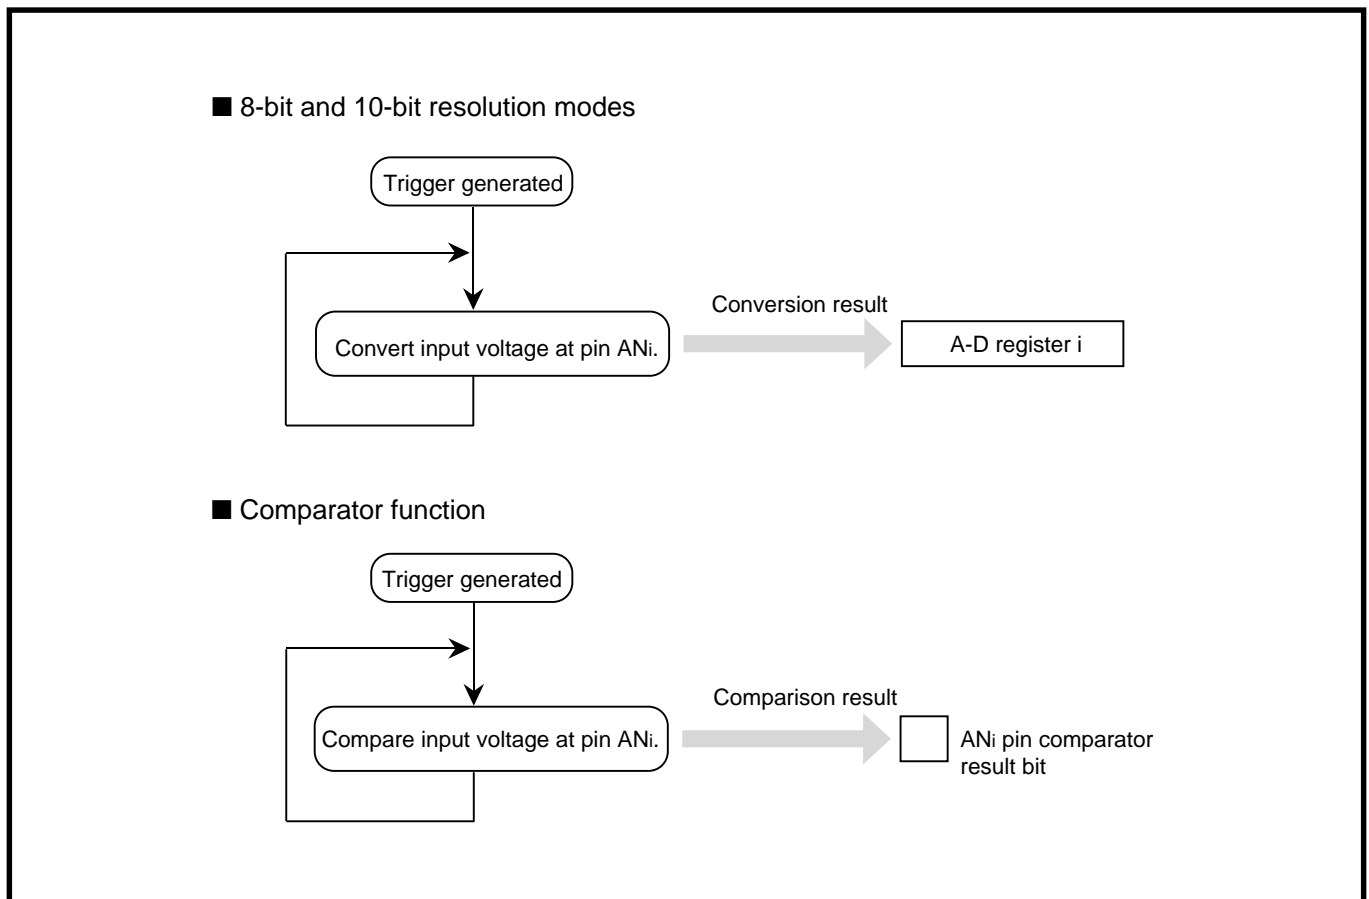 ■ 8-bit and 10-bit resolution modes
Trigger generated
Conversion result
Convert input voltage at pin ANi.
A-D register i
■ Comparator function
Trigger generated
Comparison result
Compare input voltage at pin ANi.
ANi pin comparator
result bit